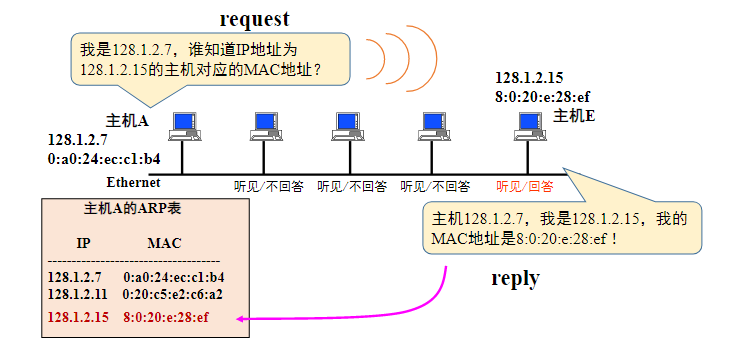 request
我是128.1.2.7，谁知道IP地址为
128.1.2.15的主机对应的MAC地址？
128.1.2.15
8:0:20:e:28:ef
主机E
主机A
128.1.2.7
0:a0:24:ec:c1:b4
Ethernet
听见/不回答 听见/不回答 听见/不回答 听见/回答
主机A的ARP表
IP MAC
------------------------------------
128.1.2.7 0:a0:24:ec:c1:b4
128.1.2.11 0:20:c5:e2:c6:a2
128.1.2.15 8:0:20:e:28:ef
主机128.1.2.7，我是128.1.2.15，我的
MAC地址是8:0:20:e:28:ef！
reply